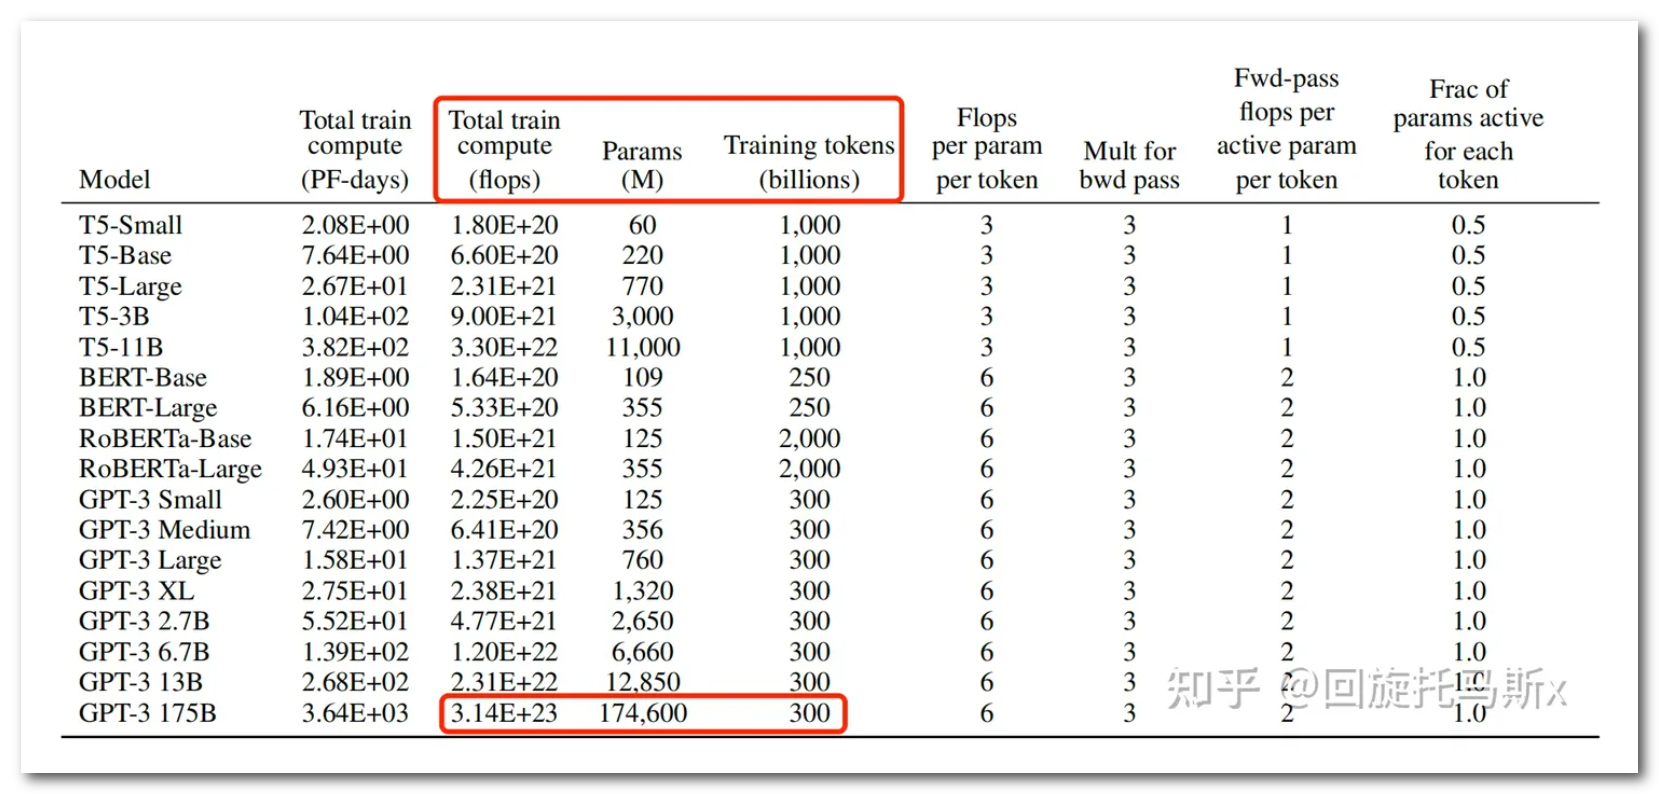 Model Total train compute (PF-days) Total train compute (flops) Params (M) Training tokens (billions) Flops per param per token Mult for bwd pass Fwd-pass flops per active param per token Frac of params active for each token
T5-Small 2.08E+00 1.80E+20 60 1,000 3 3 1 0.5
T5-Base 7.64E+00 6.60E+20 220 1,000 3 3 1 0.5
T5-Large 2.67E+01 2.31E+21 770 1,000 3 3 1 0.5
T5-3B 1.04E+02 9.00E+21 3,000 1,000 3 3 1 0.5
T5-11B 3.82E+02 3.30E+22 11,000 1,000 3 3 1 0.5
BERT-Base 1.89E+00 1.64E+20 109 250 6 3 2 1.0
BERT-Large 6.16E+00 5.33E+20 355 250 6 3 2 1.0
RoBERTa-Base 1.74E+01 1.50E+21 125 2,000 6 3 2 1.0
RoBERTa-Large 4.93E+01 4.26E+21 355 2,000 6 3 2 1.0
GPT-3 Small 2.60E+00 2.25E+20 125 300 6 3 2 1.0
GPT-3 Medium 7.42E+00 6.41E+20 356 300 6 3 2 1.0
GPT-3 Large 1.58E+01 1.37E+21 760 300 6 3 2 1.0
GPT-3 XL 2.75E+01 2.38E+21 1,320 300 6 3 2 1.0
GPT-3 2.7B 5.52E+01 4.77E+21 2,650 300 6 3 2 1.0
GPT-3 6.7B 1.39E+02 1.20E+22 6,660 300 6 3 2 1.0
GPT-3 13B 2.68E+02 2.31E+22 12,850 300 6 3 2 1.0
GPT-3 175B 3.64E+03 3.14E+23 174,600 300 6 3 2 1.0
知乎 @回旋托马斯x